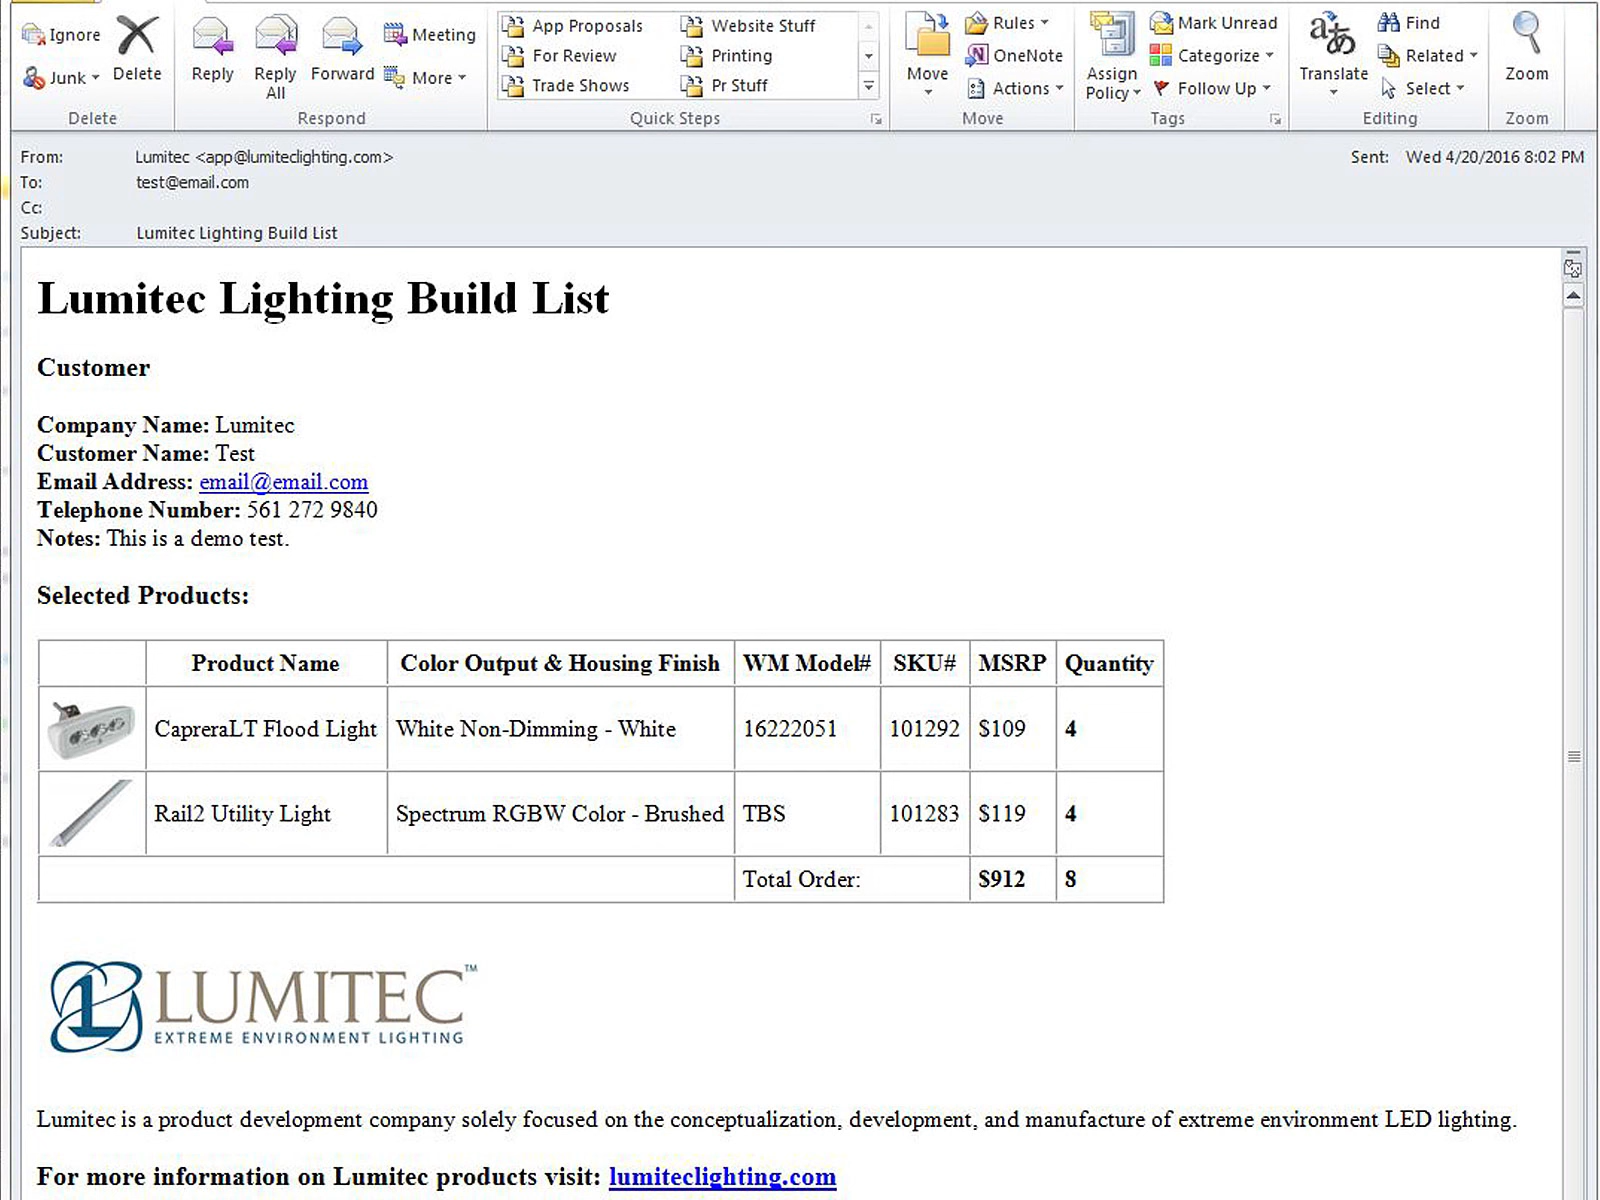 Ignore
Junk
Delete
Delete
Reply
Reply All
Forward
Meeting
More
Respond
App Proposals
For Review
Trade Shows
Website Stuff
Printing
Pr Stuff
Quick Steps
Move
Rules
OneNote
Actions
Move
Assign Policy
Mark Unread
Categorize
Follow Up
Tags
Translate
Find
Related
Select
Editing
Zoom
Zoom
From: Lumitec <app@lumiteclighting.com> Sent: Wed 4/20/2016 8:02 PM
To: test@email.com
Cc:
Subject: Lumitec Lighting Build List
Lumitec Lighting Build List
Customer
Company Name: Lumitec
Customer Name: Test
Email Address: email@email.com
Telephone Number: 561 272 9840
Notes: This is a demo test.
Selected Products:
Product Name Color Output & Housing Finish WM Model# SKU# MSRP Quantity
CapreraLT Flood Light White Non-Dimming - White 16222051 101292 $109 4
Rail2 Utility Light Spectrum RGBW Color - Brushed TBS 101283 $119 4
Total Order: $912 8
LUMITEC™
EXTREME ENVIRONMENT LIGHTING
Lumitec is a product development company solely focused on the conceptualization, development, and manufacture of extreme environment LED lighting.
For more information on Lumitec products visit: lumiteclighting.com